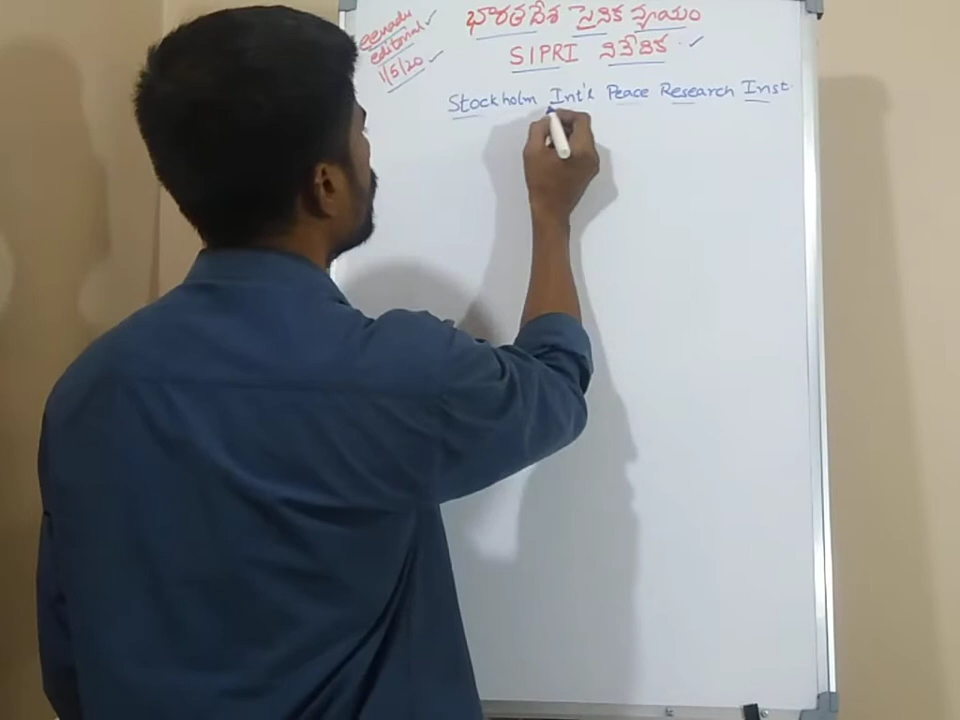 eenadu
editorial
1/5/20
భారతదేశ సైనిక వ్యయం
SIPRI నివేదిక
Stockholm Int'l Peace Research Inst